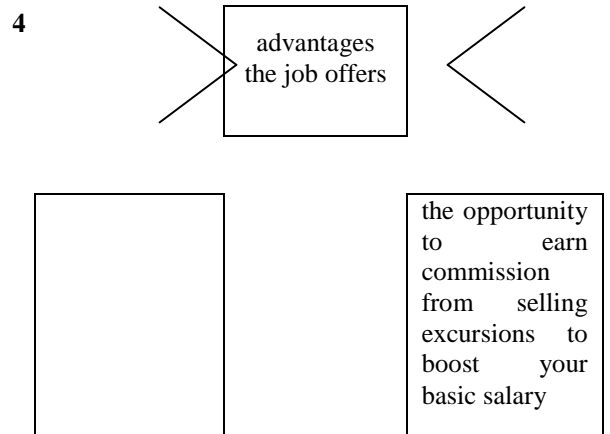 4
advantages
the job offers
the opportunity
to earn
commission
from selling
excursions to
boost your
basic salary